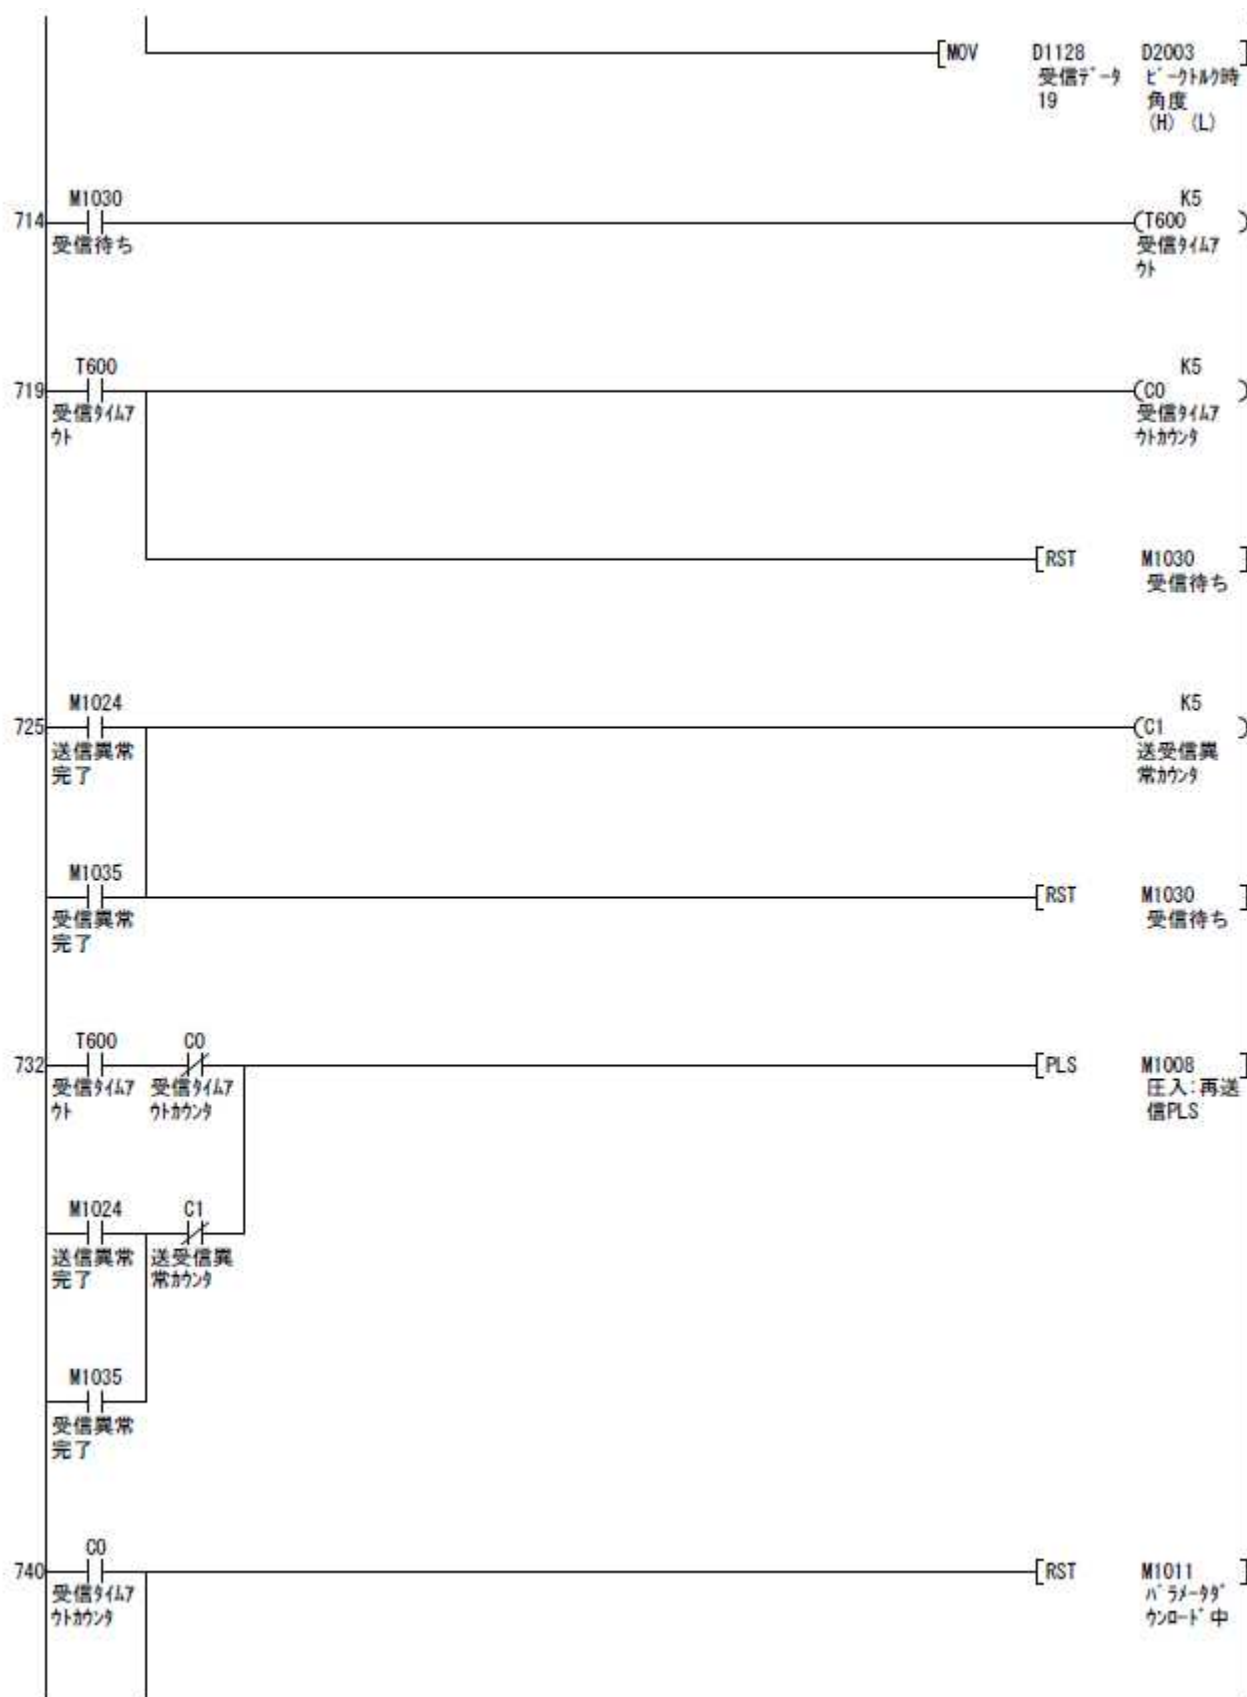 [MOV D1128 D2003 ]
受信ﾃﾞｰﾀ ﾋﾟｰｸﾄﾙｸ時
19 角度
(H) (L)
M1030 K5
714 (T600 )
受信待ち 受信ﾀｲﾑｱ
ｳﾄ
T600 K5
719 (C0 )
受信ﾀｲﾑｱ 受信ﾀｲﾑｱ
ｳﾄ ｳﾄｶｳﾝﾀ
[RST M1030 ]
受信待ち
M1024 K5
725 (C1 )
送信異常 送受信異
完了 常ｶｳﾝﾀ
M1035
[RST M1030 ]
受信異常 受信待ち
完了
T600 C0
732 [PLS M1008 ]
受信ﾀｲﾑｱ 受信ﾀｲﾑｱ 圧入:再送
ｳﾄ ｳﾄｶｳﾝﾀ 信PLS
M1024 C1
送信異常 送受信異
完了 常ｶｳﾝﾀ
M1035
受信異常
完了
C0
740 [RST M1011 ]
受信ﾀｲﾑｱ ﾊﾟﾗﾒｰﾀﾀﾞ
ｳﾄｶｳﾝﾀ ｳﾝﾛｰﾄﾞ中